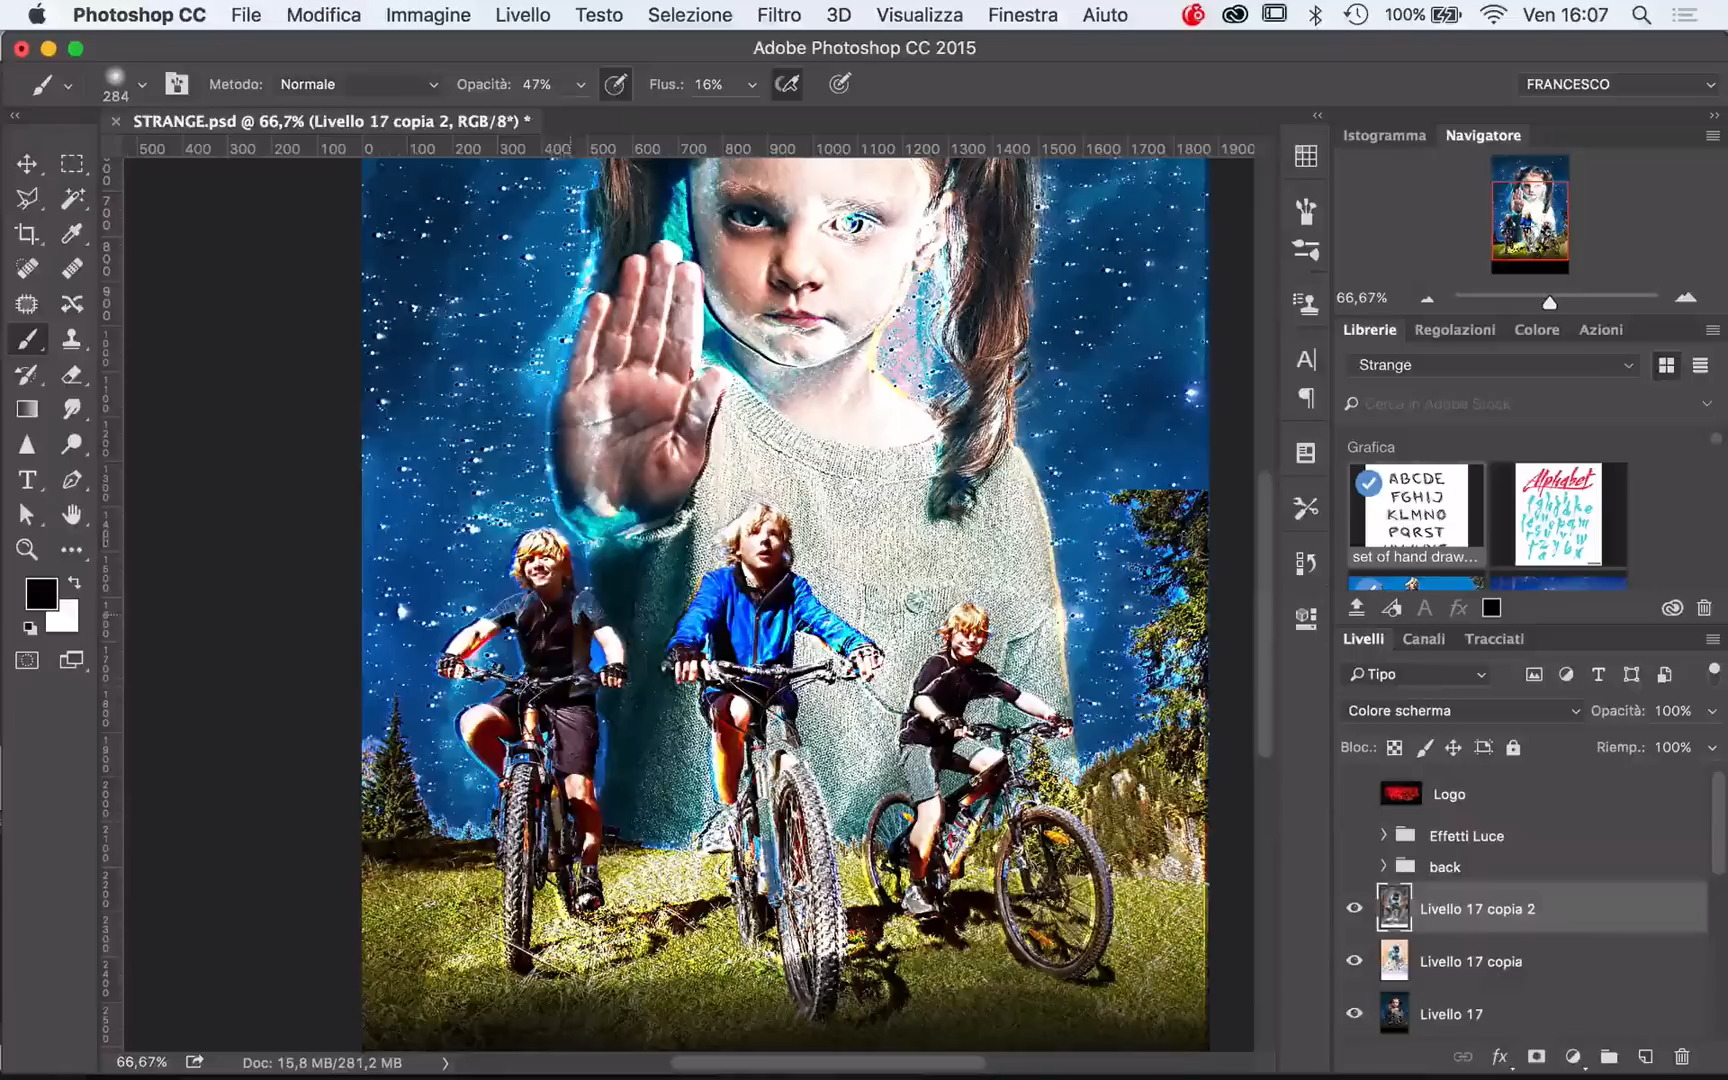 Photoshop CC File Modifica Immagine Livello Testo Selezione Filtro 3D Visualizza Finestra Aiuto 100% Ven 16:07
Adobe Photoshop CC 2015
284 Metodo: Normale Opacità: 47% Flus.: 16% FRANCESCO
STRANGE.psd @ 66,7% (Livello 17 copia 2, RGB/8*) *
500 400 300 200 100 0 100 200 300 400 500 600 700 800 900 1000 1100 1200 1300 1400 1500 1600 1700 1800 1900
Istogramma Navigatore
66,67%
Librerie Regolazioni Colore Azioni
Strange
Cerca in Adobe Stock
Grafica
ABCDE
FGHIJ
KLMNO
PQRST
Alphabet
set of hand draw...
Livelli Canali Tracciati
Tipo
Colore scherma Opacità: 100%
Bloc.: Riemp.: 100%
Logo
Effetti Luce
back
Livello 17 copia 2
Livello 17 copia
Livello 17
66,67% Doc: 15,8 MB/281,2 MB